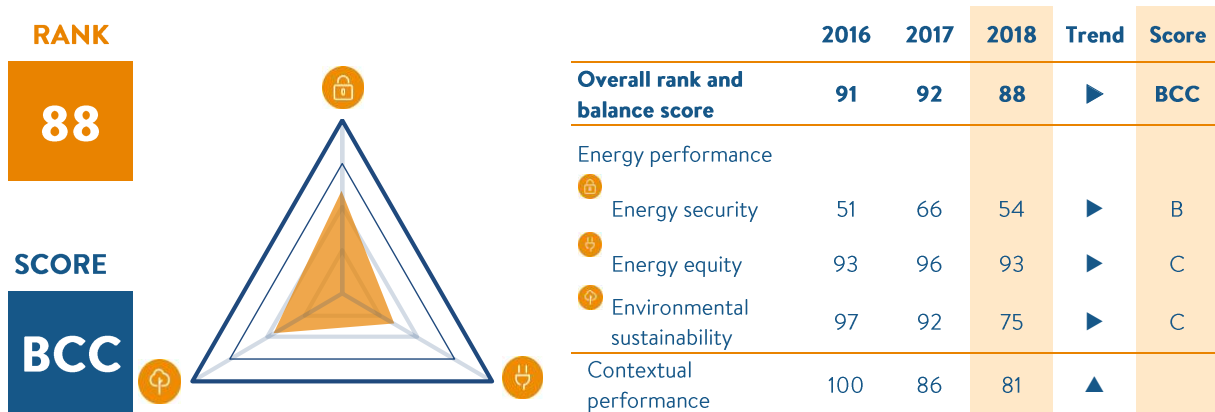 RANK
88
SCORE
BCC
2016 2017 2018 Trend Score
Overall rank and
balance score 91 92 88 BCC
Energy performance
Energy security 51 66 54 B
Energy equity 93 96 93 C
Environmental
sustainability 97 92 75 C
Contextual
performance 100 86 81